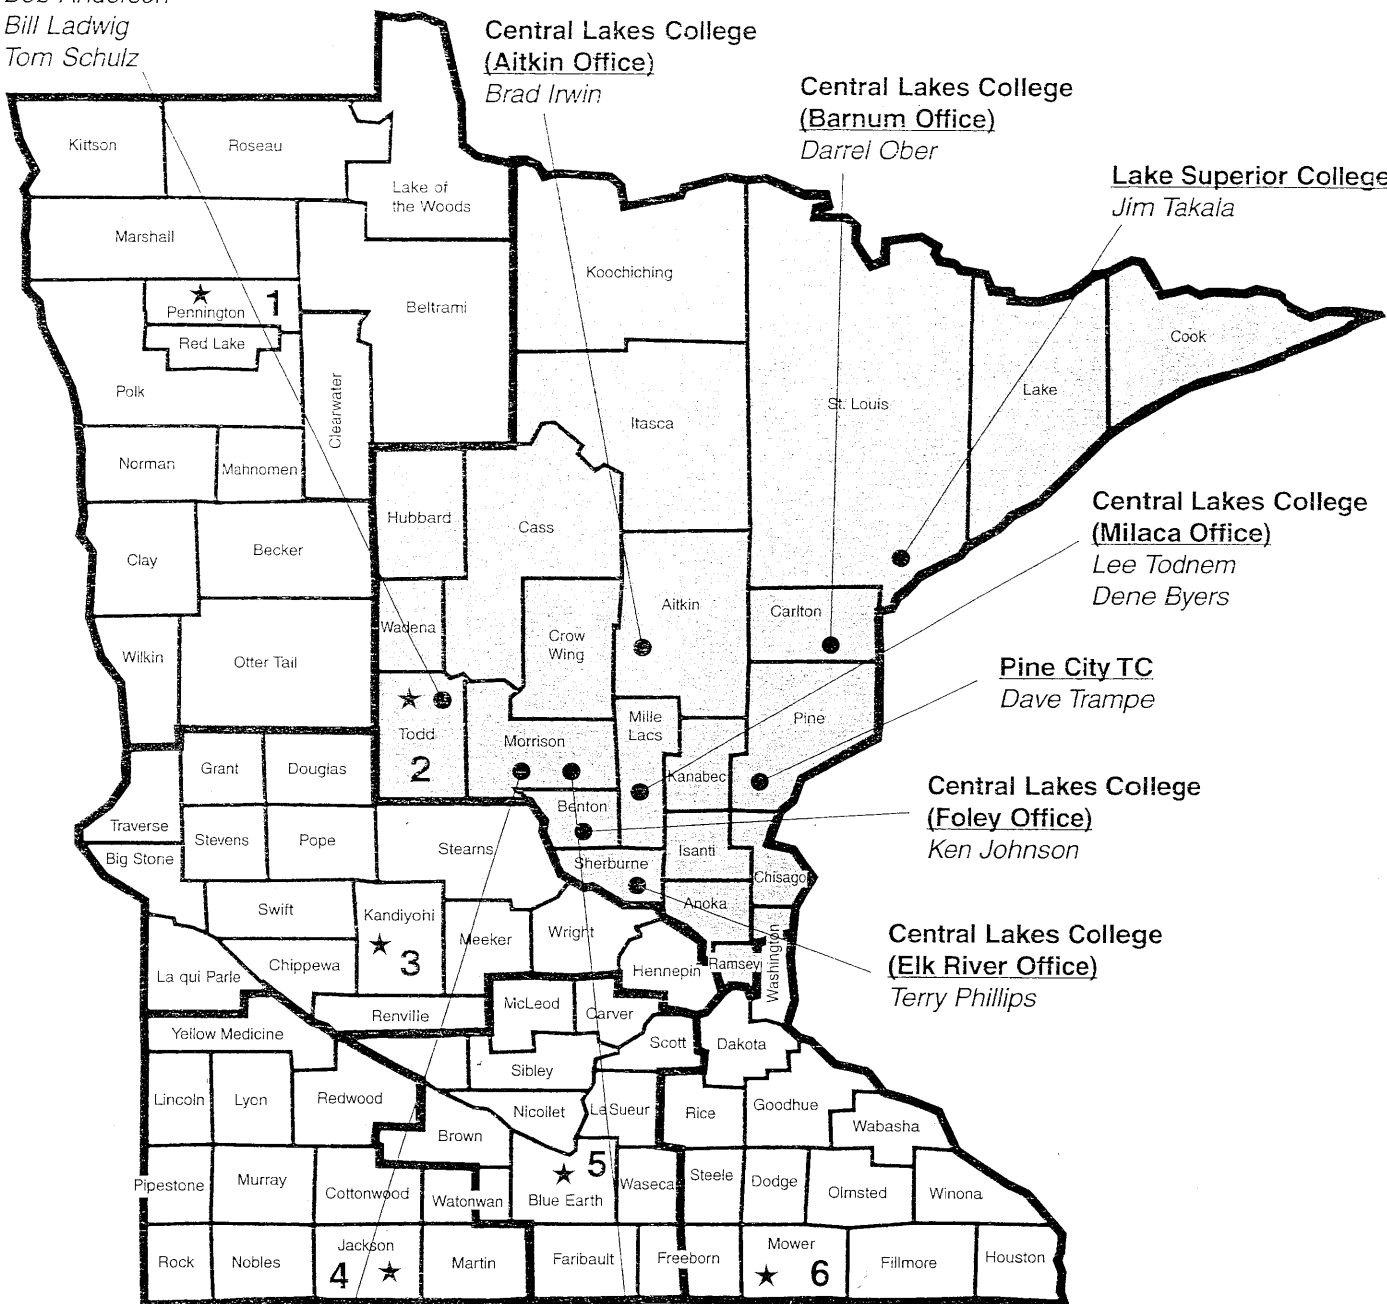 Bob Anderson
Bill Ladwig
Tom Schulz
Central Lakes College
(Aitkin Office)
Brad Irwin
Central Lakes College
(Barnum Office)
Darrel Ober
Lake Superior College
Jim Takala
Kittson
Roseau
Lake of
the Woods
Marshall
Koochiching
Pennington
1
Beltrami
Red Lake
Cook
Polk
Clearwater
Lake
St. Louis
Itasca
Norman
Mahnomen
Hubbard
Cass
Central Lakes College
(Milaca Office)
Lee Todnem
Dene Byers
Clay
Becker
Aitkin
Carlton
Wadena
Crow
Wing
Wilkin
Otter Tail
Pine City TC
Dave Trampe
Todd
2
Morrison
Mille
Lacs
Pine
Kanabec
Grant
Douglas
Benton
Central Lakes College
(Foley Office)
Ken Johnson
Traverse
Stevens
Pope
Stearns
Big Stone
Sherburne
Isanti
Chisago
Anoka
Swift
Kandiyohi
3
Meeker
Wright
Central Lakes College
(Elk River Office)
Terry Phillips
La qui Parle
Chippewa
Hennepin
Ramsey
Washington
McLeod
Carver
Renville
Yellow Medicine
Scott
Dakota
Sibley
Lincoln
Lyon
Redwood
Nicollet
Le Sueur
Rice
Goodhue
Wabasha
Brown
5
Pipestone
Murray
Cottonwood
Watonwan
Blue Earth
Waseca
Steele
Dodge
Olmsted
Winona
Rock
Nobles
Jackson
4
Martin
Faribault
Freeborn
Mower
6
Fillmore
Houston